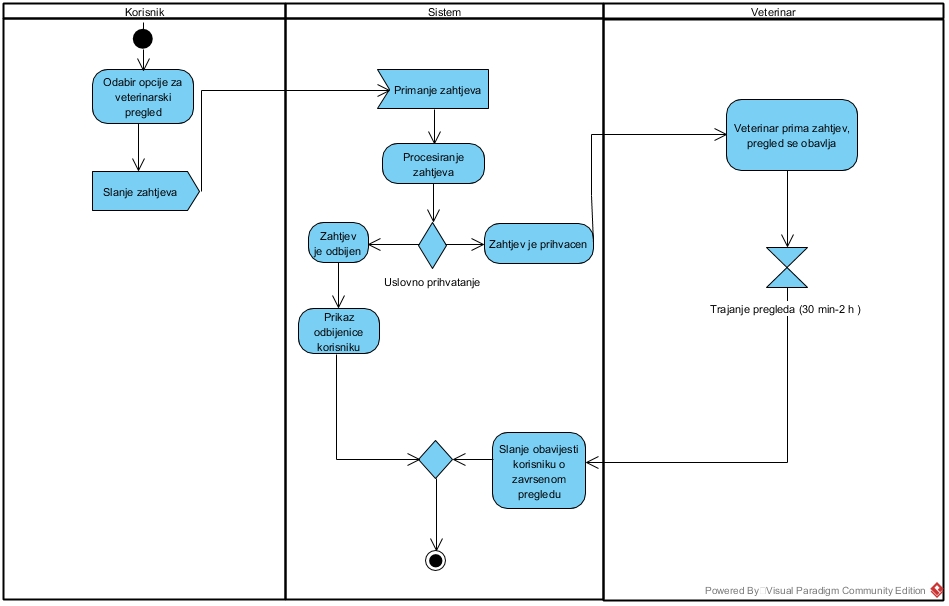 Korisnik
Sistem
Veterinar
Odabir opcije za
veterinarski
pregled
Slanje zahtjeva
Primanje zahtjeva
Procesiranje
zahtjeva
Zahtjev
je odbijen
Zahtjev je prihvacen
Uslovno prihvatanje
Prikaz
odbijenice
korisniku
Veterinar prima zahtjev,
pregled se obavlja
Trajanje pregleda (30 min-2 h )
Slanje obavijesti
korisniku o
zavrsenom
pregledu
Powered By Visual Paradigm Community Edition